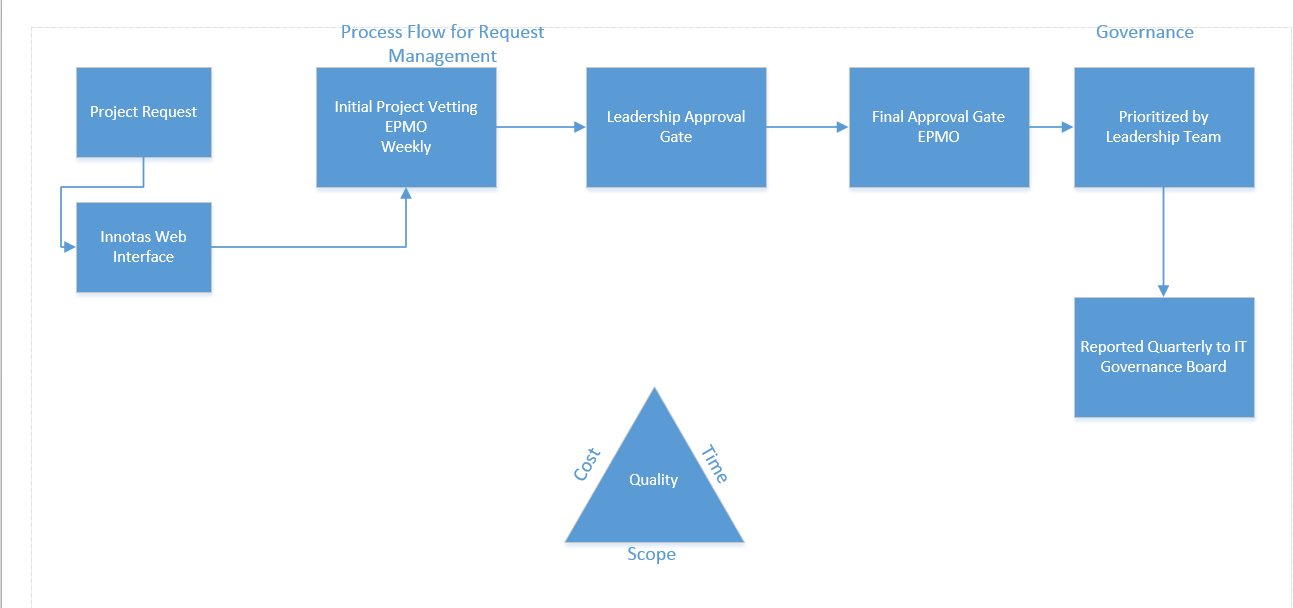 Process Flow for Request
Management
Governance
Project Request
Initial Project Vetting
EPMO
Weekly
Leadership Approval
Gate
Final Approval Gate
EPMO
Prioritized by
Leadership Team
Innotas Web
Interface
Reported Quarterly to IT
Governance Board
Cost
Time
Quality
Scope